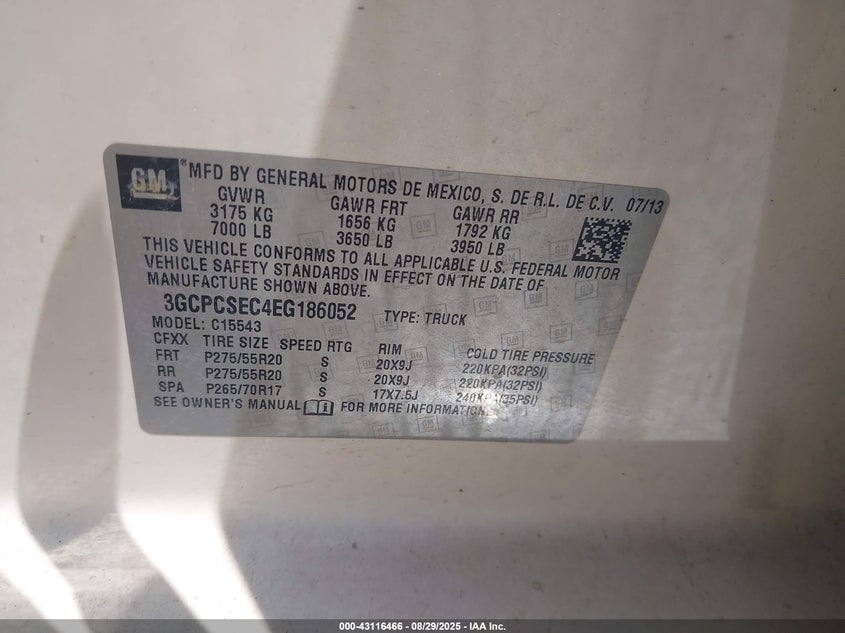 GM
® MFD BY GENERAL MOTORS DE MEXICO, S. DE R.L. DE C.V. 07/13
GVWR GAWR FRT GAWR RR
3175 KG 1656 KG 1792 KG
7000 LB 3650 LB 3950 LB
THIS VEHICLE CONFORMS TO ALL APPLICABLE U.S. FEDERAL MOTOR
VEHICLE SAFETY STANDARDS IN EFFECT ON THE DATE OF
MANUFACTURE SHOWN ABOVE.
3GCPCSEC4EG186052 TYPE: TRUCK
MODEL: C15543
CFXX TIRE SIZE SPEED RTG RIM COLD TIRE PRESSURE
FRT P275/55R20 S 20X9J 220KPA(32PSI)
RR P275/55R20 S 20X9J 220KPA(32PSI)
SPA P265/70R17 S 17X7.5J 240KPA(35PSI)
SEE OWNER'S MANUAL FOR MORE INFORMATION.
000-43116466 - 08/29/2025 - IAA Inc.